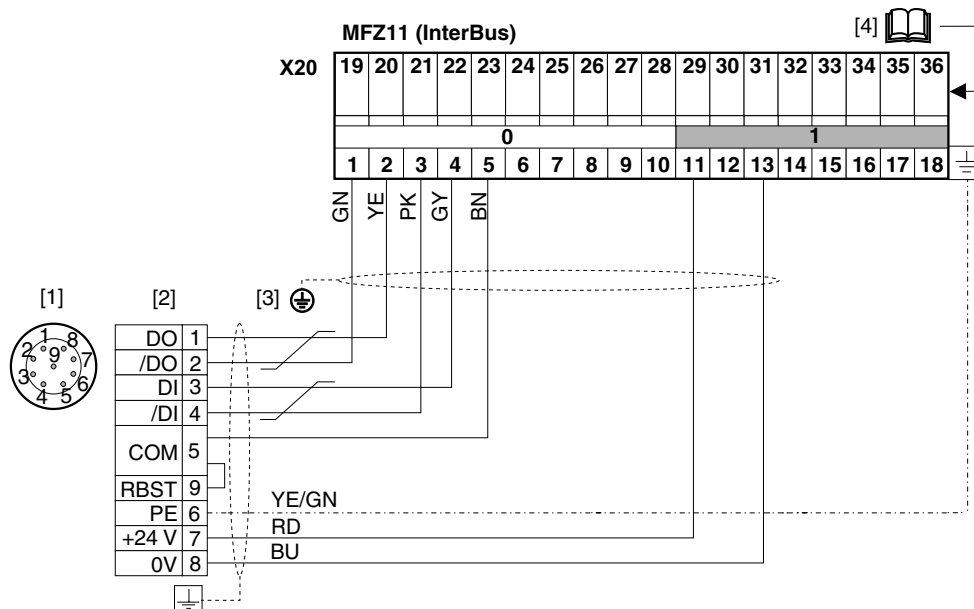 [4]
MFZ11 (InterBus)
X20 19 20 21 22 23 24 25 26 27 28 29 30 31 32 33 34 35 36
0 1
1 2 3 4 5 6 7 8 9 10 11 12 13 14 15 16 17 18
GN YE PK GY BN
[1] [2] [3]
1 2 3 4 5 6 7 8 9
DO 1
/DO 2
DI 3
/DI 4
COM 5
RBST 9
PE 6 YE/GN
+24 V 7 RD
0V 8 BU